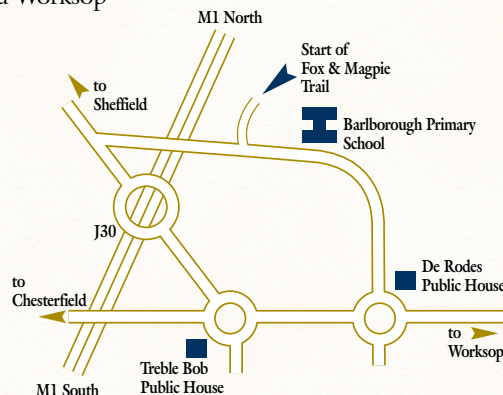 Worksop
M1 North
Start of
Fox & Magpie
Trail
to
Sheffield
Barlborough Primary
School
J30
De Rodes
Public House
to
Chesterfield
to
Worksop
Treble Bob
Public House
M1 South